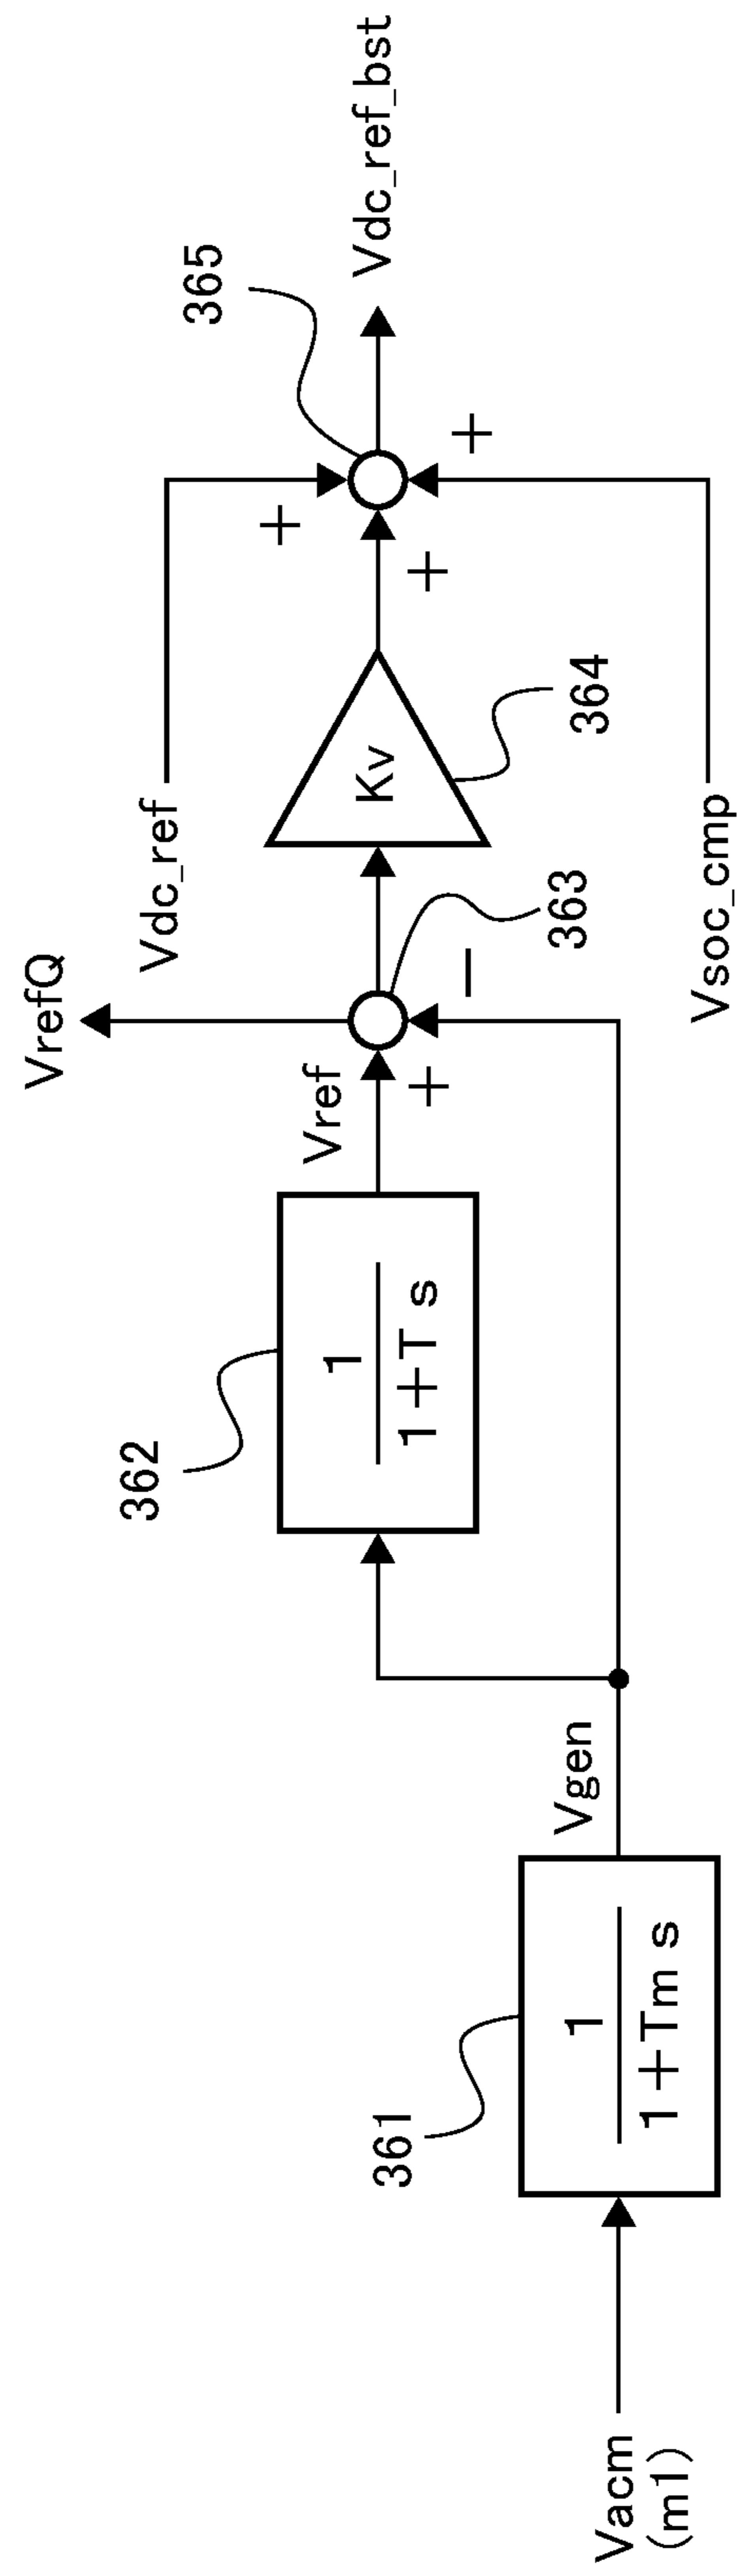 Vacm
(m1)
361
1
1+Tm s
Vgen
362
1
1+T s
Vref
+
−
VrefQ
363
Kv
364
Vdc_ref
Vsoc_cmp
+
+
+
365
Vdc_ref_bst